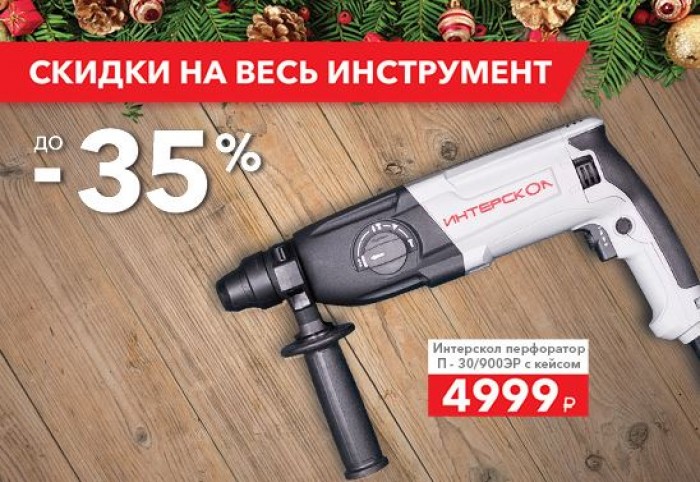 СКИДКИ НА ВЕСЬ ИНСТРУМЕНТ
до
-35%
ИНТЕРСКОЛ
Интерскол перфоратор
П - 30/900ЭР с кейсом
4999 ₽